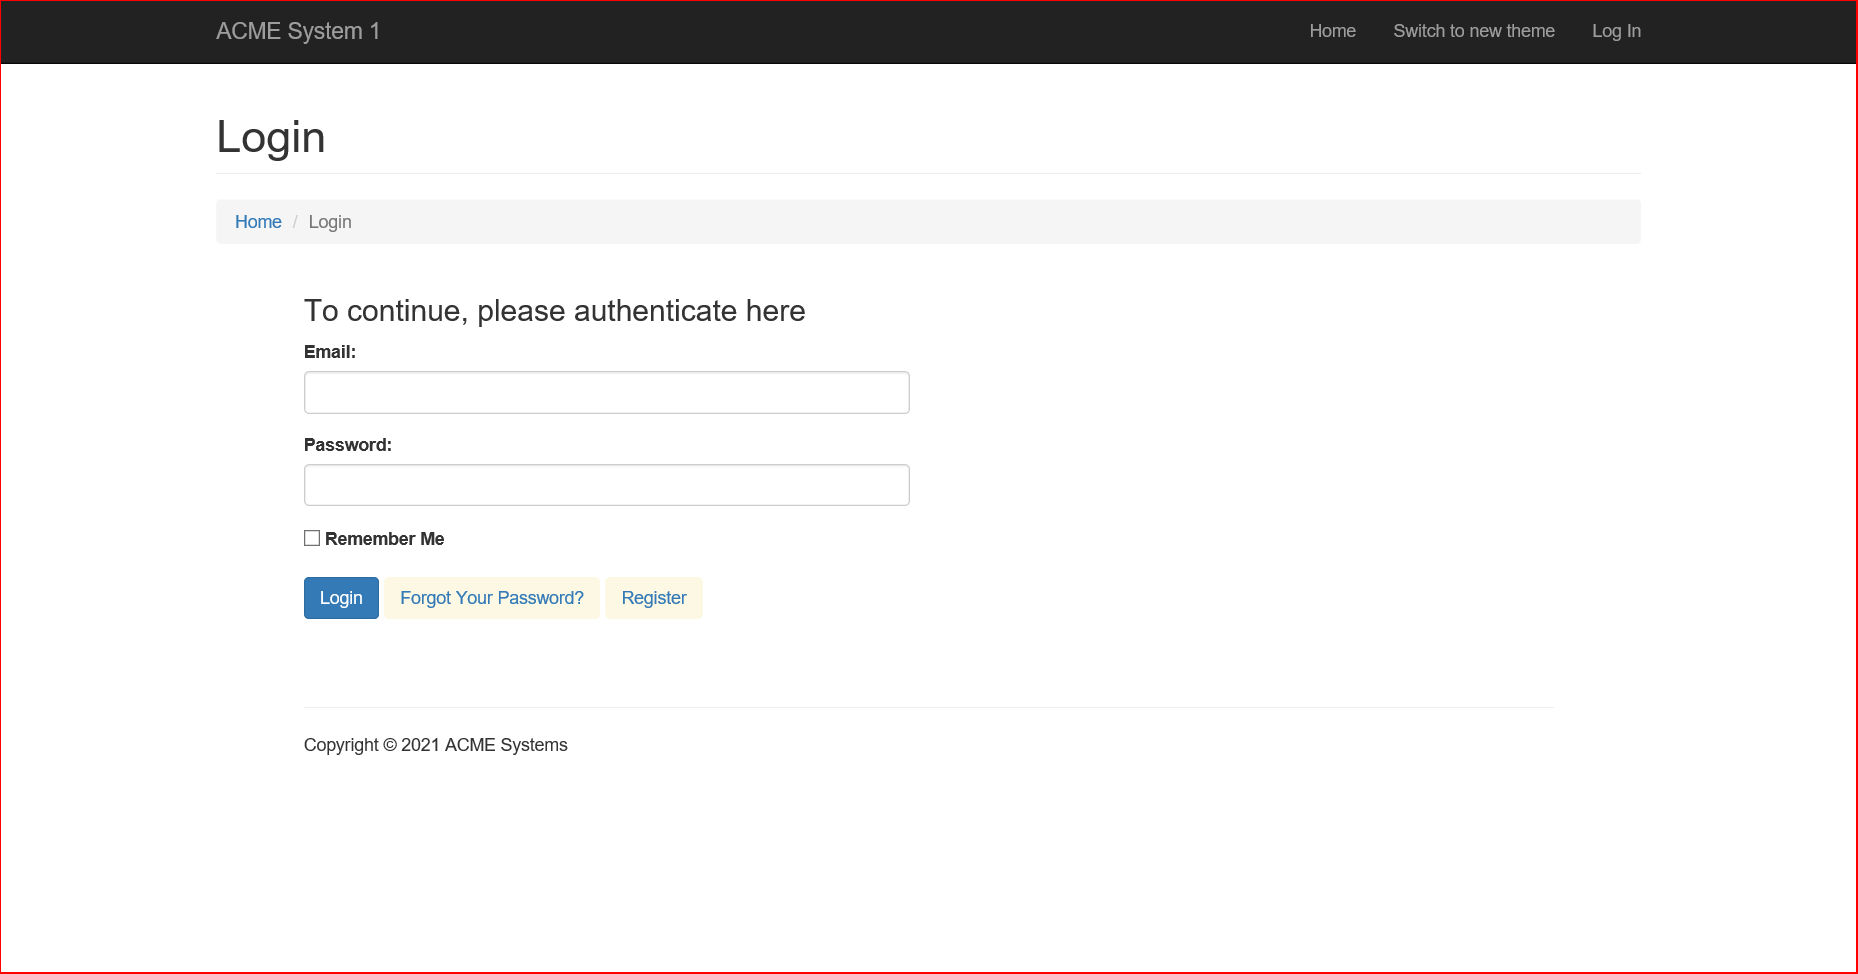 ACME System 1
Home Switch to new theme Log In
Login
Home / Login
To continue, please authenticate here
Email:
Password:
Remember Me
Login Forgot Your Password? Register
Copyright © 2021 ACME Systems